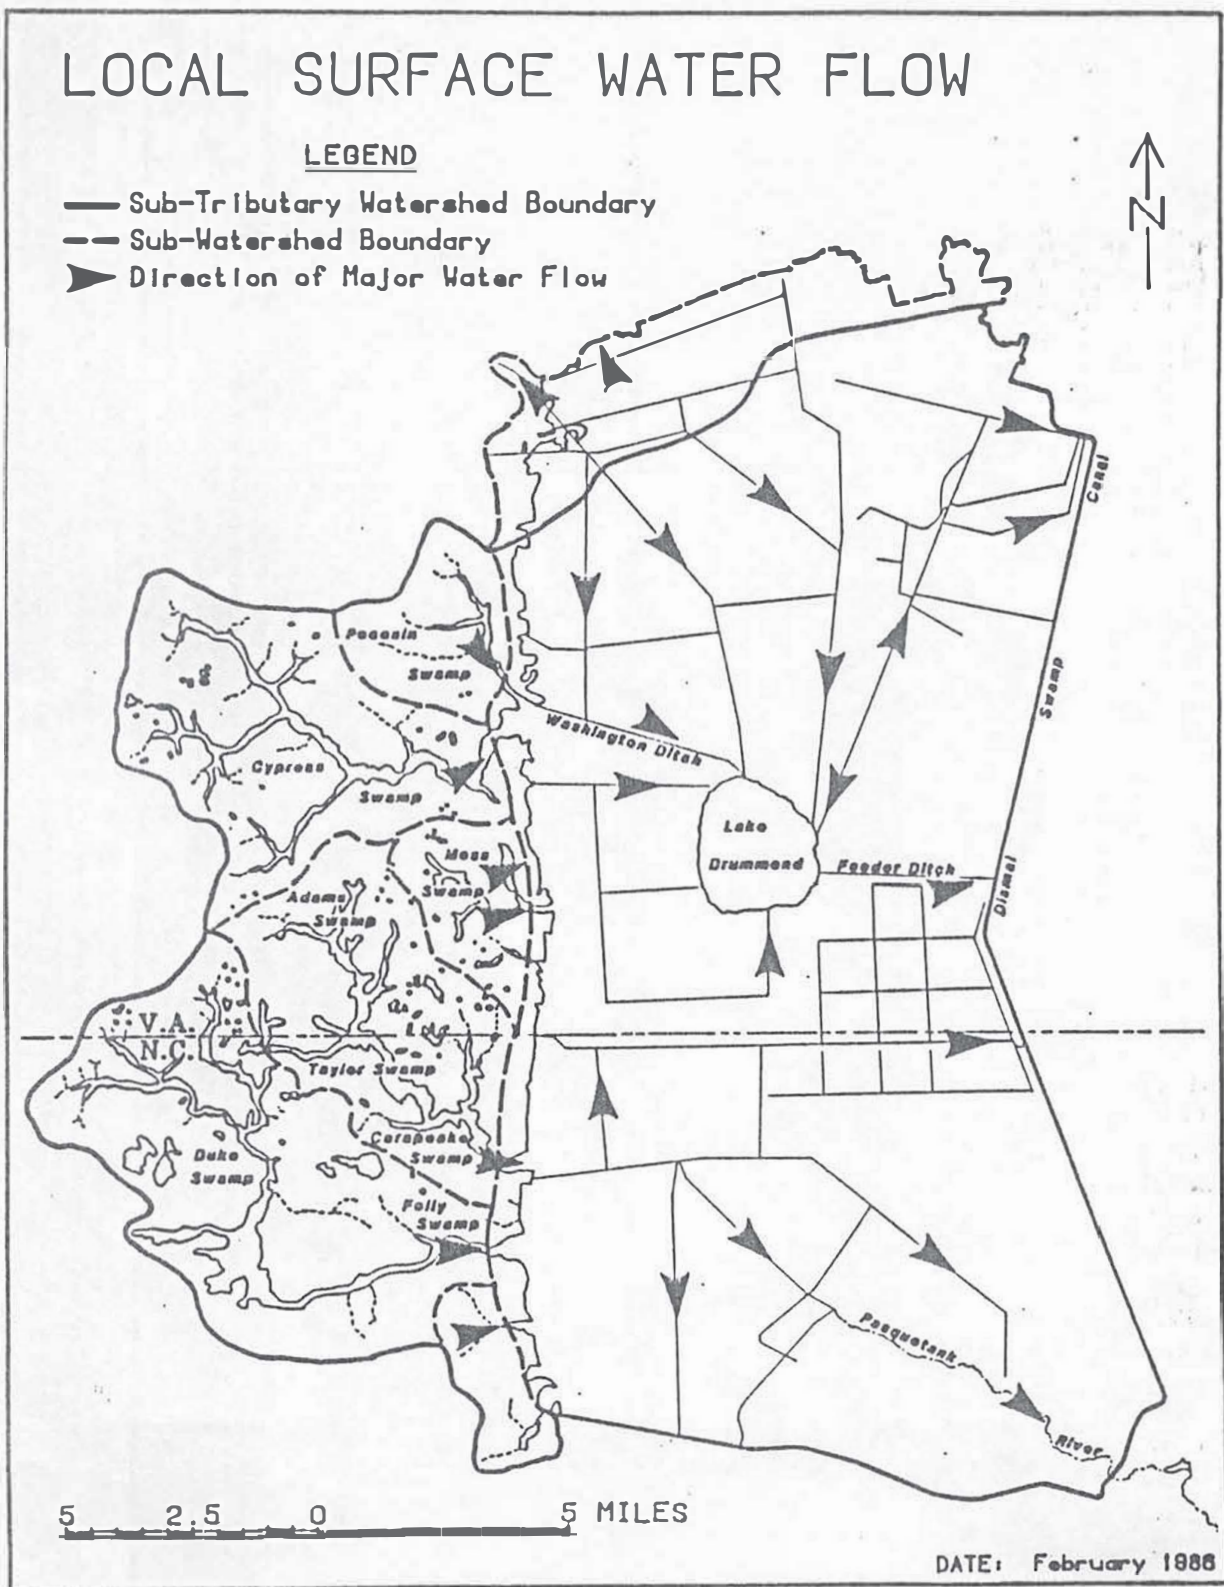 LOCAL SURFACE WATER FLOW
LEGEND
Sub-Tributary Watershed Boundary
Sub-Watershed Boundary
Direction of Major Water Flow
N
Canal
Swamp
Dismal
Pocosin
Swamp
Washington Ditch
Cypress
Swamp
Lake
Drummond
Feeder Ditch
Moss
Swamp
Adams
Swamp
V.A.
N.C.
Taylor Swamp
Corapeake
Swamp
Duke
Swamp
Folly
Swamp
Pasquotank
River
5 2.5 0 5 MILES
DATE: February 1986